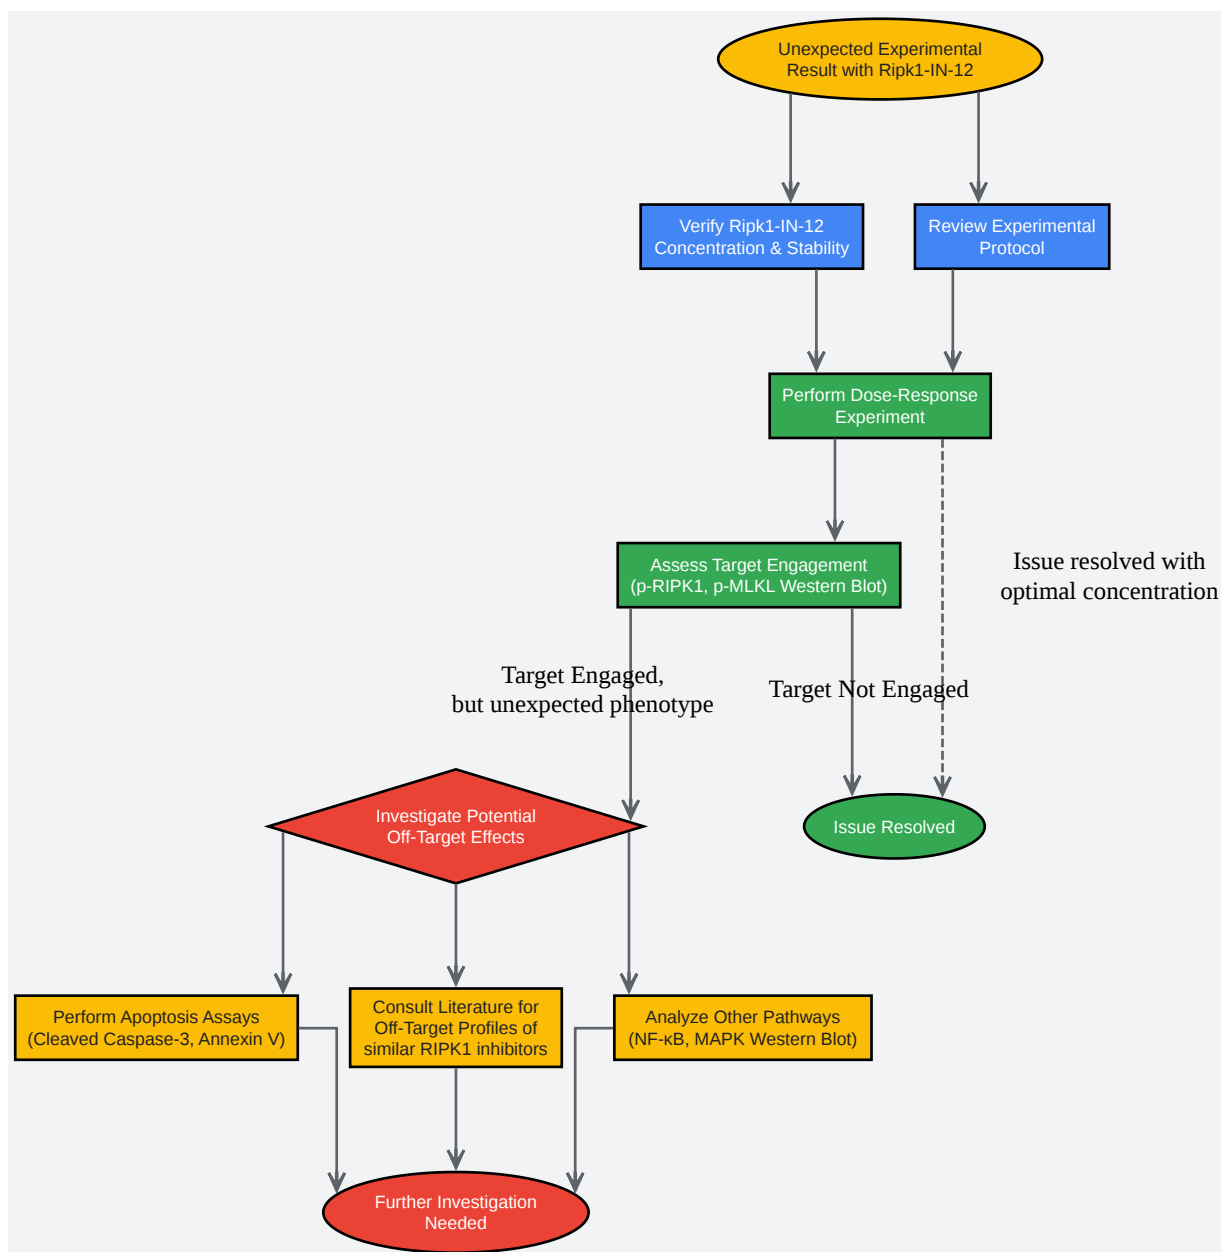 Unexpected Experimental
Result with Ripk1-IN-12
Verify Ripk1-IN-12
Concentration & Stability
Review Experimental
Protocol
Perform Dose-Response
Experiment
Assess Target Engagement
(p-RIPK1, p-MLKL Western Blot)
Issue resolved with
optimal concentration
Target Engaged,
but unexpected phenotype
Target Not Engaged
Investigate Potential
Off-Target Effects
Issue Resolved
Perform Apoptosis Assays
(Cleaved Caspase-3, Annexin V)
Consult Literature for
Off-Target Profiles of
similar RIPK1 inhibitors
Analyze Other Pathways
(NF-κB, MAPK Western Blot)
Further Investigation
Needed